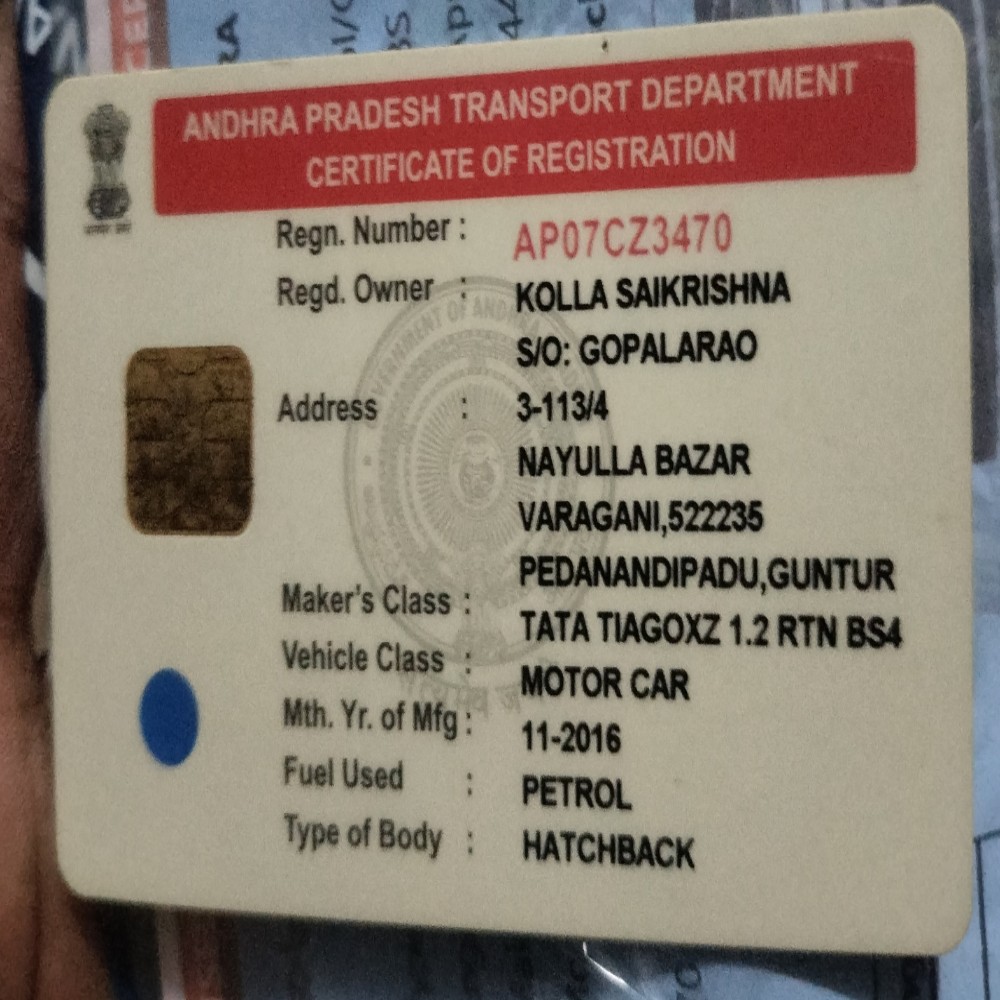 ANDHRA PRADESH TRANSPORT DEPARTMENT
CERTIFICATE OF REGISTRATION
Regn. Number : AP07CZ3470
Regd. Owner : KOLLA SAIKRISHNA
S/O: GOPALARAO
Address : 3-113/4
NAYULLA BAZAR
VARAGANI,522235
PEDANANDIPADU,GUNTUR
Maker's Class : TATA TIAGOXZ 1.2 RTN BS4
Vehicle Class : MOTOR CAR
Mth. Yr. of Mfg : 11-2016
Fuel Used : PETROL
Type of Body : HATCHBACK